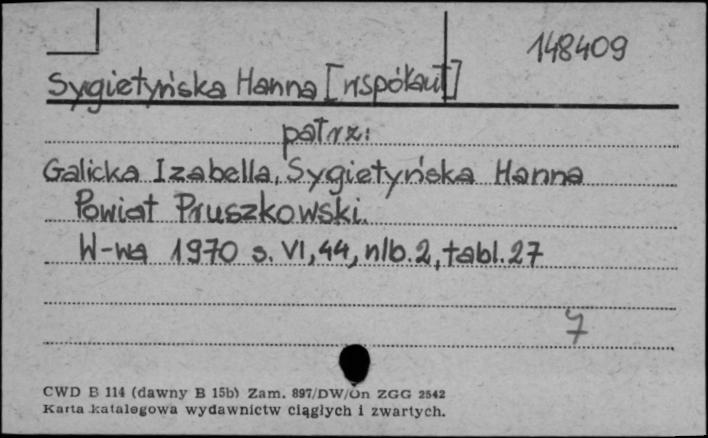 148409
Sygietyńska Hanna [współaut]
patrz:
Galicka Izabella, Sygietyńska Hanna
Powiat Pruszkowski.
W-wa 1970 s. VI, 44, nlb. 2, tabl. 27
7
CWD B 114 (dawny B 15b) Zam. 897/DW/On ZGG 2542
Karta katalogowa wydawnictw ciągłych i zwartych.